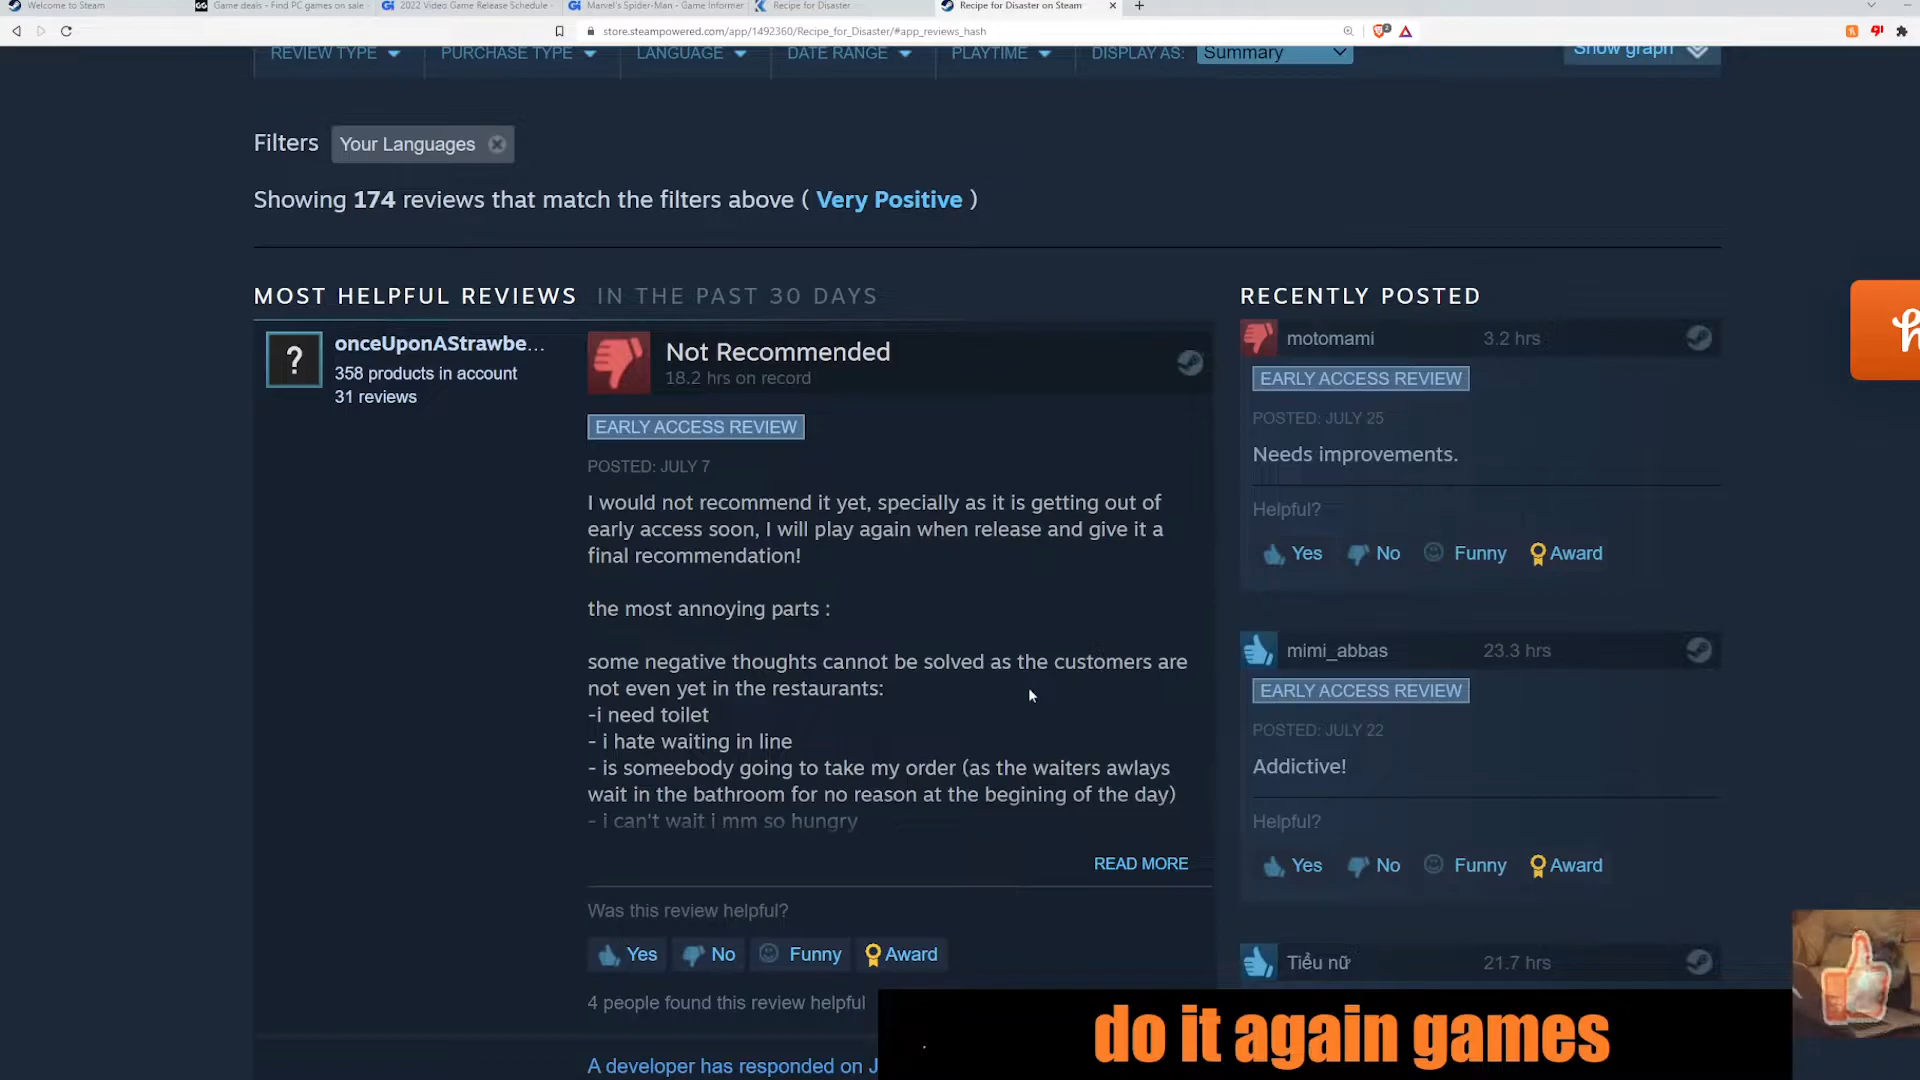 Welcome to Steam
Game deals - Find PC games on sale
2022 Video Game Release Schedule -
Marvel's Spider-Man - Game Informer
Recipe for Disaster
Recipe for Disaster on Steam
store.steampowered.com/app/1492360/Recipe_for_Disaster/#app_reviews_hash
REVIEW TYPE
PURCHASE TYPE
LANGUAGE
DATE RANGE
PLAYTIME
DISPLAY AS:
Summary
Show graph
Filters
Your Languages
Showing 174 reviews that match the filters above ( Very Positive )
MOST HELPFUL REVIEWS
IN THE PAST 30 DAYS
onceUponAStrawbe...
358 products in account
31 reviews
Not Recommended
18.2 hrs on record
EARLY ACCESS REVIEW
POSTED: JULY 7
I would not recommend it yet, specially as it is getting out of
early access soon, I will play again when release and give it a
final recommendation!
the most annoying parts :
some negative thoughts cannot be solved as the customers are
not even yet in the restaurants:
-i need toilet
- i hate waiting in line
- is someebody going to take my order (as the waiters awlays
wait in the bathroom for no reason at the begining of the day)
- i can't wait i mm so hungry
READ MORE
Was this review helpful?
Yes
No
Funny
Award
4 people found this review helpful
A developer has responded on J
RECENTLY POSTED
motomami
3.2 hrs
EARLY ACCESS REVIEW
POSTED: JULY 25
Needs improvements.
Helpful?
Yes
No
Funny
Award
mimi_abbas
23.3 hrs
EARLY ACCESS REVIEW
POSTED: JULY 22
Addictive!
Helpful?
Yes
No
Funny
Award
Tiểu nữ
21.7 hrs
do it again games